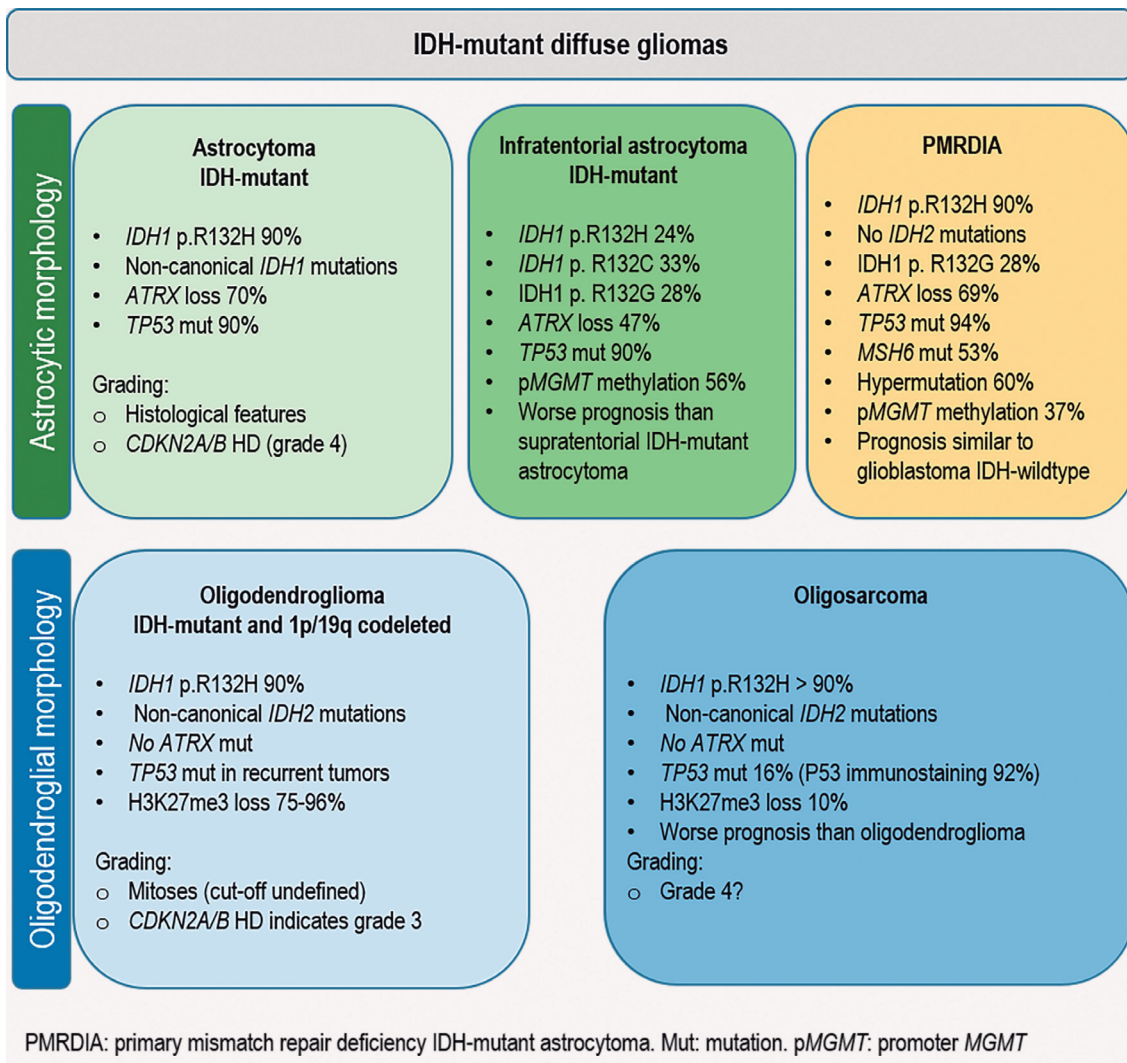 IDH-mutant diffuse gliomas
Astrocytic morphology
Astrocytoma
IDH-mutant
• IDH1 p.R132H 90%
• Non-canonical IDH1 mutations
• ATRX loss 70%
• TP53 mut 90%
Grading:
o Histological features
o CDKN2A/B HD (grade 4)
Infratentorial astrocytoma
IDH-mutant
• IDH1 p.R132H 24%
• IDH1 p. R132C 33%
• IDH1 p. R132G 28%
• ATRX loss 47%
• TP53 mut 90%
• pMGMT methylation 56%
• Worse prognosis than
supratentorial IDH-mutant
astrocytoma
PMRDIA
• IDH1 p.R132H 90%
• No IDH2 mutations
• IDH1 p. R132G 28%
• ATRX loss 69%
• TP53 mut 94%
• MSH6 mut 53%
• Hypermutation 60%
• pMGMT methylation 37%
• Prognosis similar to
glioblastoma IDH-wildtype
Oligodendroglial morphology
Oligodendroglioma
IDH-mutant and 1p/19q codeleted
• IDH1 p.R132H 90%
• Non-canonical IDH2 mutations
• No ATRX mut
• TP53 mut in recurrent tumors
• H3K27me3 loss 75-96%
Grading:
o Mitoses (cut-off undefined)
o CDKN2A/B HD indicates grade 3
Oligosarcoma
• IDH1 p.R132H > 90%
• Non-canonical IDH2 mutations
• No ATRX mut
• TP53 mut 16% (P53 immunostaining 92%)
• H3K27me3 loss 10%
• Worse prognosis than oligodendroglioma
Grading:
o Grade 4?
PMRDIA: primary mismatch repair deficiency IDH-mutant astrocytoma. Mut: mutation. pMGMT: promoter MGMT